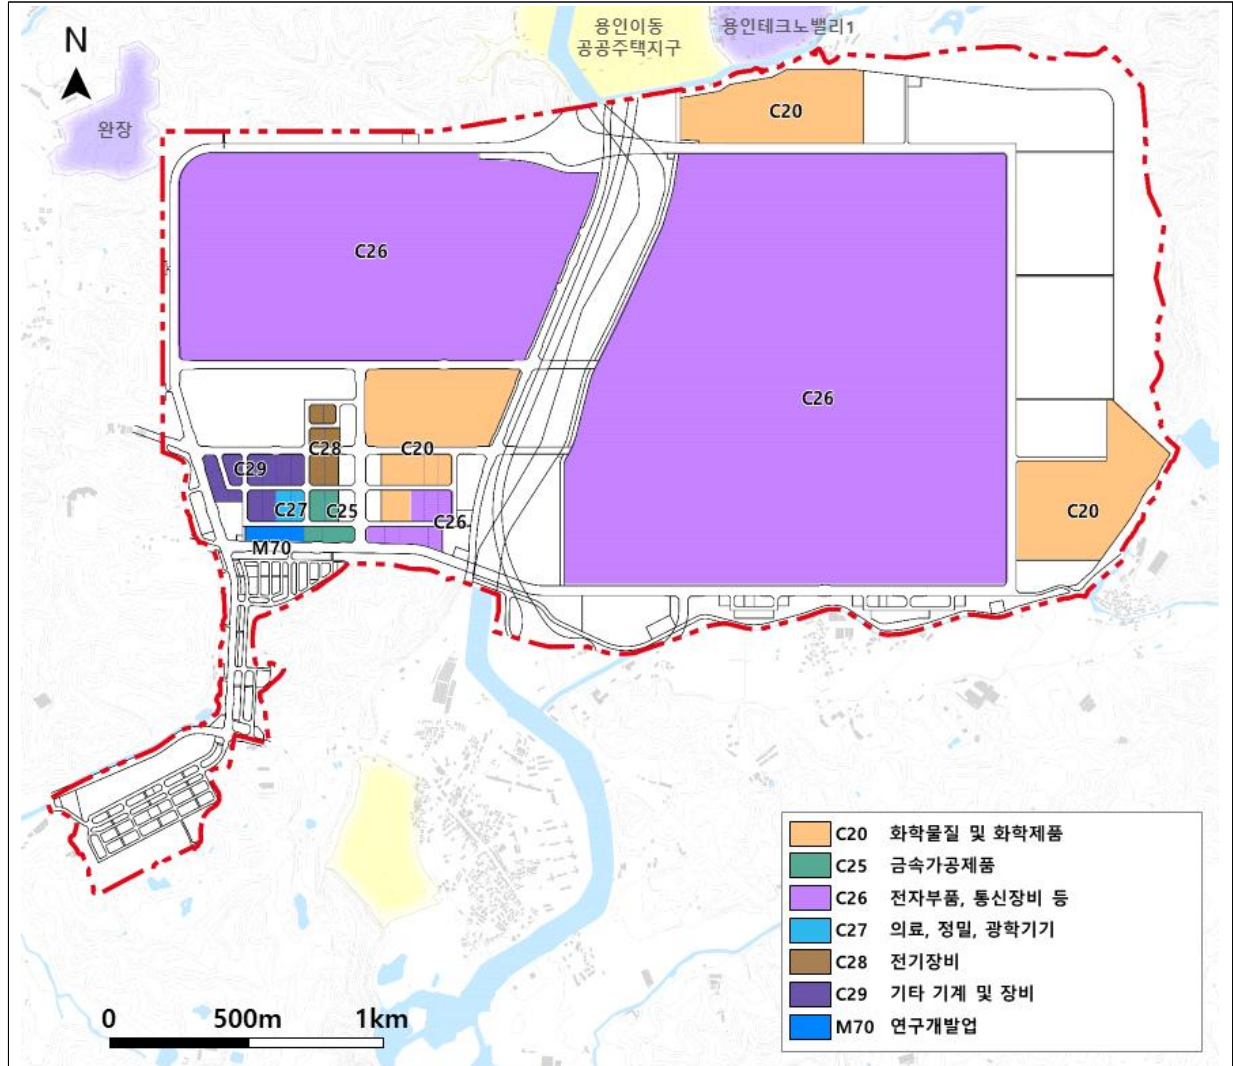 용인이동
공공주택지구
용인테크노밸리1
N
완장
C20
C26
C26
C28
C20
C29
C27
C25
C26
C20
M70
C20 화학물질 및 화학제품
C25 금속가공제품
C26 전자부품, 통신장비 등
C27 의료, 정밀, 광학기기
C28 전기장비
C29 기타 기계 및 장비
M70 연구개발업
0 500m 1km